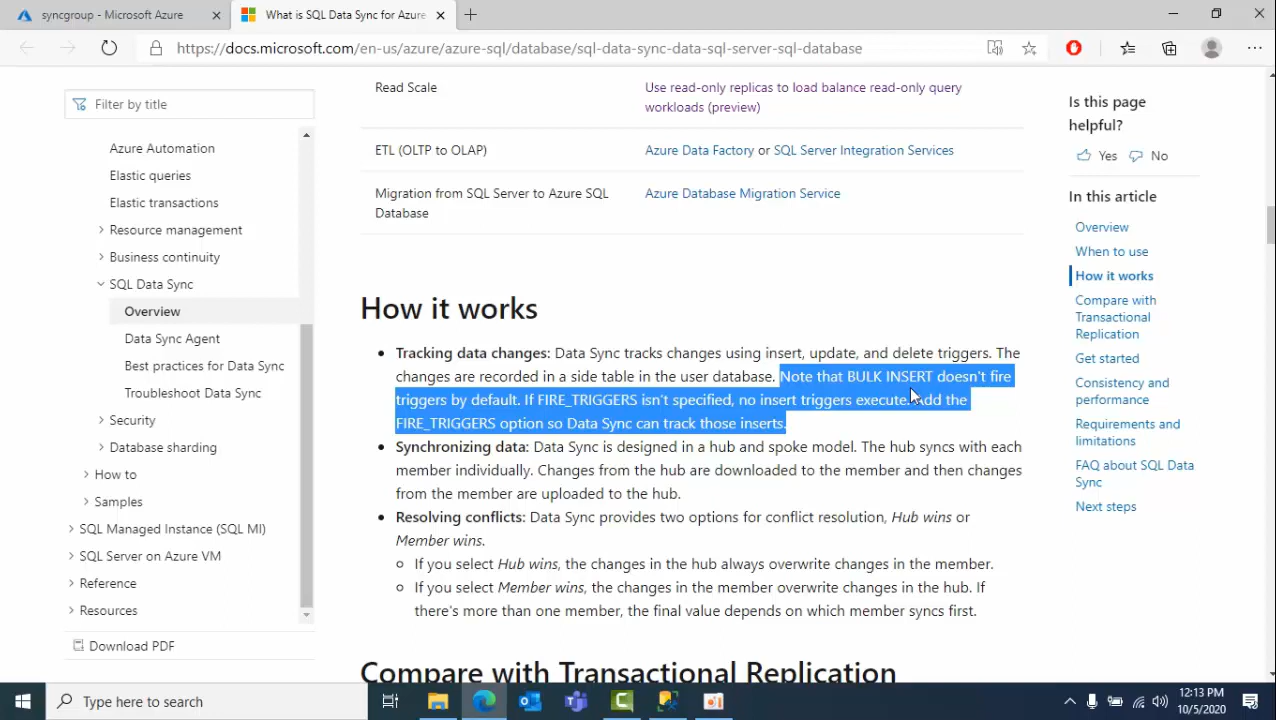 syncgroup - Microsoft Azure
What is SQL Data Sync for Azure
https://docs.microsoft.com/en-us/azure/azure-sql/database/sql-data-sync-data-sql-server-sql-database
Filter by title
Azure Automation
Elastic queries
Elastic transactions
Resource management
Business continuity
SQL Data Sync
Overview
Data Sync Agent
Best practices for Data Sync
Troubleshoot Data Sync
Security
Database sharding
How to
Samples
SQL Managed Instance (SQL MI)
SQL Server on Azure VM
Reference
Resources
Download PDF
Read Scale
Use read-only replicas to load balance read-only query
workloads (preview)
ETL (OLTP to OLAP)
Azure Data Factory or SQL Server Integration Services
Migration from SQL Server to Azure SQL
Database
Azure Database Migration Service
How it works
• Tracking data changes: Data Sync tracks changes using insert, update, and delete triggers. The
changes are recorded in a side table in the user database. Note that BULK INSERT doesn't fire
triggers by default. If FIRE_TRIGGERS isn't specified, no insert triggers execute. Add the
FIRE_TRIGGERS option so Data Sync can track those inserts.
• Synchronizing data: Data Sync is designed in a hub and spoke model. The hub syncs with each
member individually. Changes from the hub are downloaded to the member and then changes
from the member are uploaded to the hub.
• Resolving conflicts: Data Sync provides two options for conflict resolution, Hub wins or
Member wins.
○ If you select Hub wins, the changes in the hub always overwrite changes in the member.
○ If you select Member wins, the changes in the member overwrite changes in the hub. If
there's more than one member, the final value depends on which member syncs first.
Compare with Transactional Replication
Is this page
helpful?
Yes
No
In this article
Overview
When to use
How it works
Compare with
Transactional
Replication
Get started
Consistency and
performance
Requirements and
limitations
FAQ about SQL Data
Sync
Next steps
Type here to search
12:13 PM
10/5/2020